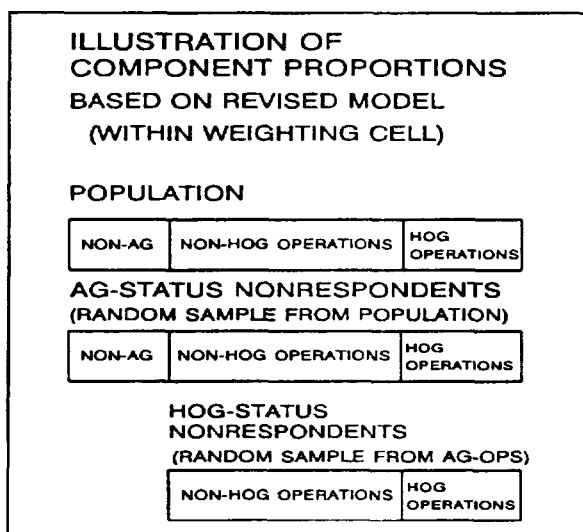 ILLUSTRATION OF
COMPONENT PROPORTIONS
BASED ON REVISED MODEL
(WITHIN WEIGHTING CELL)
POPULATION
NON-AG NON-HOG OPERATIONS HOG
OPERATIONS
AG-STATUS NONRESPONDENTS
(RANDOM SAMPLE FROM POPULATION)
NON-AG NON-HOG OPERATIONS HOG
OPERATIONS
HOG-STATUS
NONRESPONDENTS
(RANDOM SAMPLE FROM AG-OPS)
NON-HOG OPERATIONS HOG
OPERATIONS